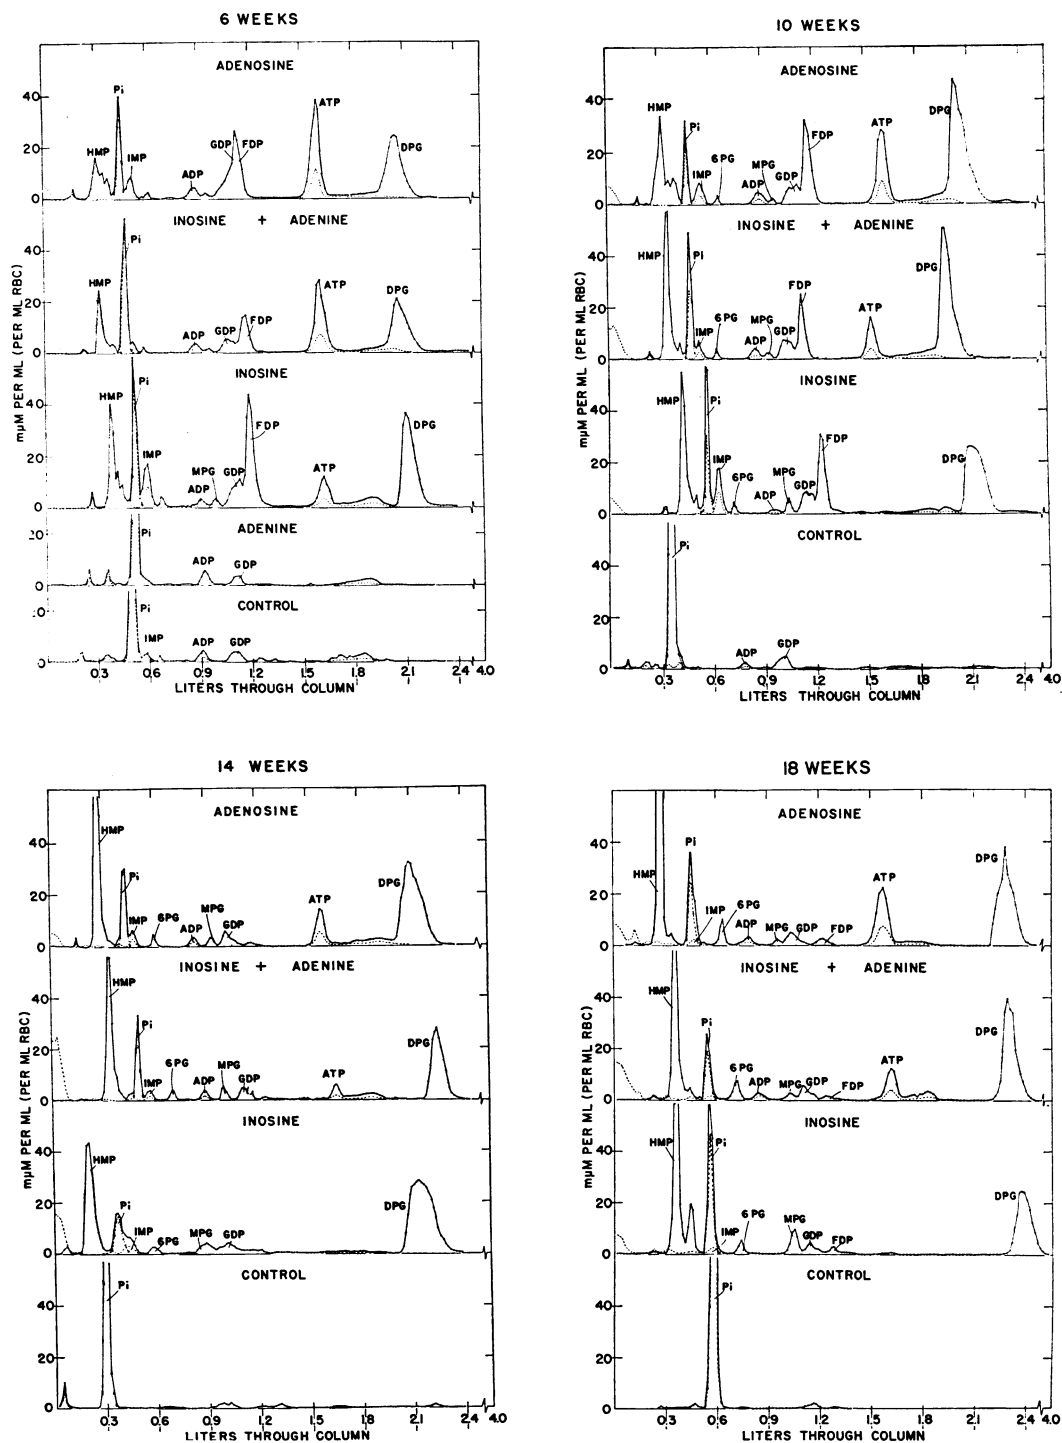 6 WEEKS
ADENOSINE
HMP
Pi
IMP
ADP
GDP
FDP
ATP
DPG
40
20
0
INOSINE + ADENINE
HMP
Pi
ADP
GDP
FDP
ATP
DPG
40
20
0
INOSINE
HMP
Pi
IMP
MPG
ADP
GDP
FDP
ATP
DPG
40
20
0
ADENINE
Pi
ADP
GDP
20
0
CONTROL
Pi
IMP
ADP
GDP
0
mμM PER ML (PER ML RBC)
0.3 0.6 0.9 1.2 1.5 1.8 2.1 2.4 4.0
LITERS THROUGH COLUMN
10 WEEKS
ADENOSINE
HMP
Pi
IMP
6 PG
MPG
ADP
GDP
FDP
ATP
DPG
40
20
0
INOSINE + ADENINE
HMP
Pi
IMP
6 PG
MPG
ADP
GDP
FDP
ATP
DPG
40
20
0
INOSINE
HMP
Pi
IMP
6PG
MPG
ADP
GDP
FDP
DPG
40
20
0
CONTROL
Pi
ADP
GDP
40
20
0
mμM PER ML (PER ML RBC)
0.3 0.6 0.9 1.2 1.5 1.8 2.1 2.4 4.0
LITERS THROUGH COLUMN
14 WEEKS
ADENOSINE
HMP
Pi
IMP
6PG
ADP
MPG
GDP
ATP
DPG
40
20
0
INOSINE + ADENINE
HMP
Pi
IMP
6 PG
ADP
MPG
GDP
ATP
DPG
40
20
0
INOSINE
HMP
Pi
IMP
6PG
MPG
GDP
DPG
40
20
0
CONTROL
Pi
40
20
0
mμM PER ML (PER ML RBC)
0.3 0.6 0.9 1.2 1.5 1.8 2.1 2.4 4.0
LITERS THROUGH COLUMN
18 WEEKS
ADENOSINE
Pi
IMP
6 PG
ADP
MPG
GDP
FDP
ATP
DPG
40
20
0
INOSINE + ADENINE
HMP
Pi
6 PG
ADP
MPG
GDP
FDP
ATP
DPG
40
20
0
INOSINE
HMP
Pi
IMP
6 PG
MPG
GDP
FDP
DPG
40
20
0
CONTROL
Pi
40
20
0
mμM PER ML (PER ML RBC)
0.3 0.6 0.9 1.2 1.5 1.8 2.1 2.4 4.0
LITERS THROUGH COLUMN